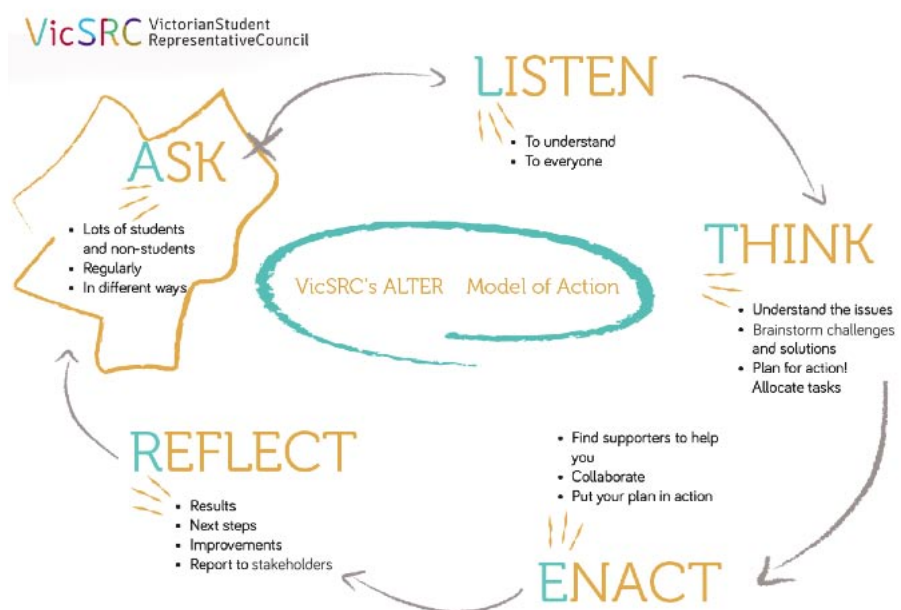 VicSRC VictorianStudent
RepresentativeCouncil
ASK
• Lots of students
and non-students
• Regularly
• In different ways
LISTEN
• To understand
• To everyone
THINK
• Understand the issues
• Brainstorm challenges
and solutions
• Plan for action!
Allocate tasks
• Find supporters to help
you
• Collaborate
• Put your plan in action
ENACT
REFLECT
• Results
• Next steps
• Improvements
• Report to stakeholders
VicSRC's ALTER Model of Action